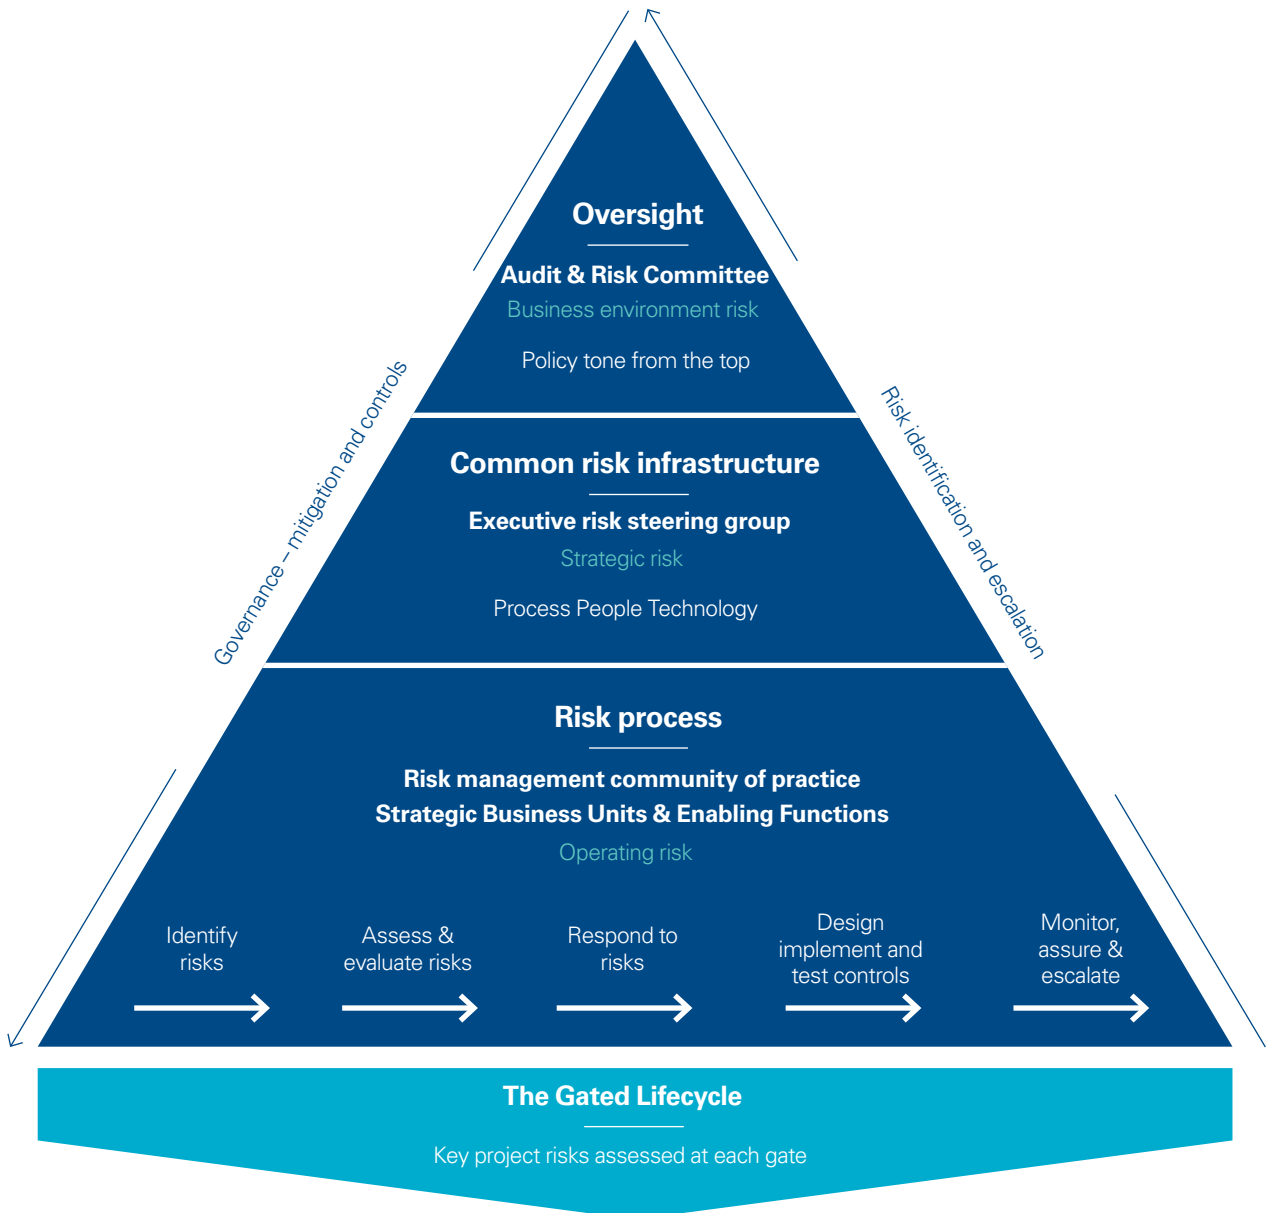 Oversight
Audit & Risk Committee
Business environment risk
Policy tone from the top
Governance – mitigation and controls
Risk identification and escalation
Common risk infrastructure
Executive risk steering group
Strategic risk
Process People Technology
Risk process
Risk management community of practice
Strategic Business Units & Enabling Functions
Operating risk
Identify
risks
Assess &
evaluate risks
Respond to
risks
Design
implement and
test controls
Monitor,
assure &
escalate
The Gated Lifecycle
Key project risks assessed at each gate